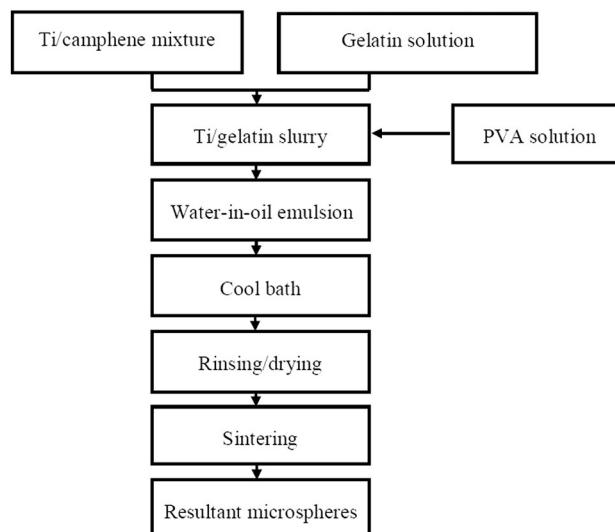 Ti/camphene mixture
Gelatin solution
Ti/gelatin slurry
PVA solution
Water-in-oil emulsion
Cool bath
Rinsing/drying
Sintering
Resultant microspheres